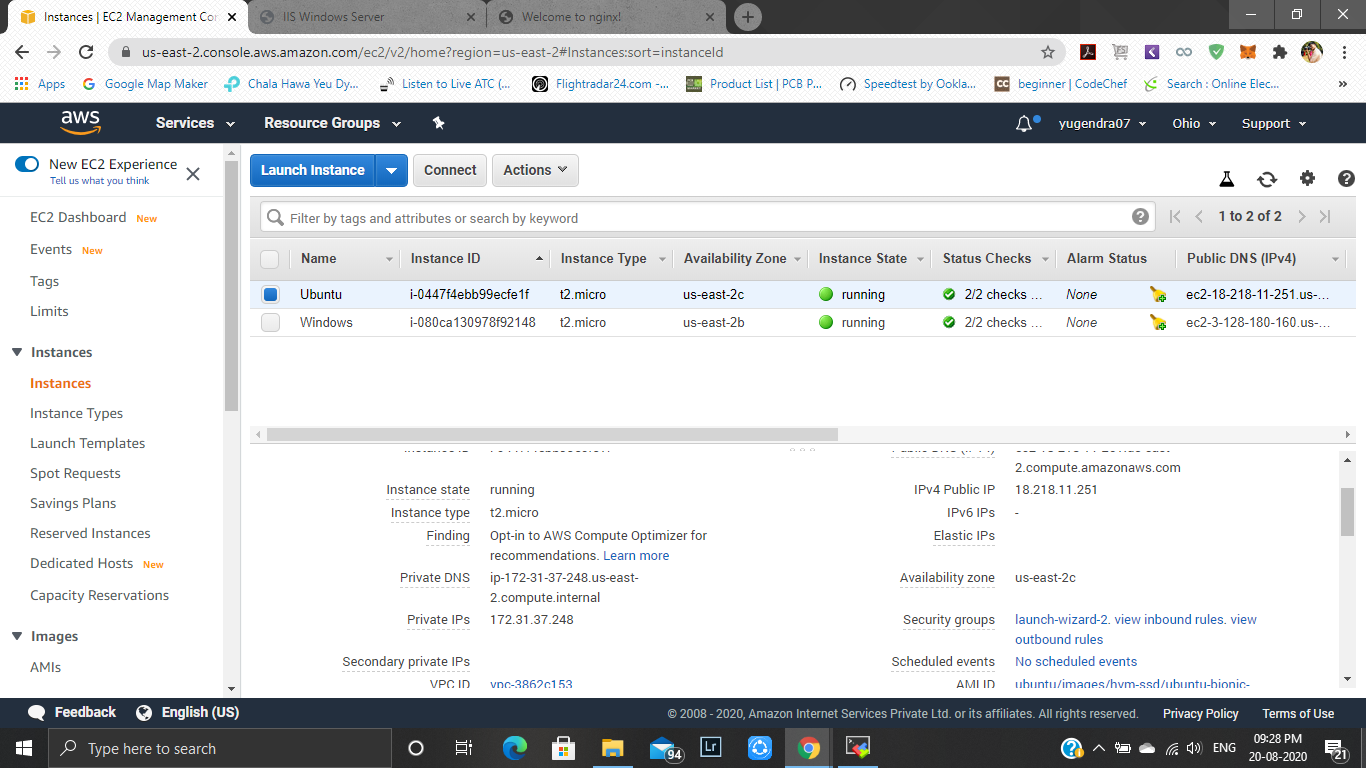 Instances | EC2 Management Con
IIS Windows Server
Welcome to nginx!
us-east-2.console.aws.amazon.com/ec2/v2/home?region=us-east-2#Instances:sort=instanceId
Apps
Google Map Maker
Chala Hawa Yeu Dy...
Listen to Live ATC (...
Flightradar24.com -...
Product List | PCB P...
Speedtest by Ookla...
CC beginner | CodeChef
Search : Online Elec...
»
aws
Services
Resource Groups
yugendra07
Ohio
Support
New EC2 Experience
Tell us what you think
EC2 Dashboard New
Events New
Tags
Limits
Instances
Instances
Instance Types
Launch Templates
Spot Requests
Savings Plans
Reserved Instances
Dedicated Hosts New
Capacity Reservations
Images
AMIs
Launch Instance
Connect
Actions
Filter by tags and attributes or search by keyword
1 to 2 of 2
Name Instance ID Instance Type Availability Zone Instance State Status Checks Alarm Status Public DNS (IPv4)
Ubuntu i-0447f4ebb99ecfe1f t2.micro us-east-2c running 2/2 checks ... None ec2-18-218-11-251.us-...
Windows i-080ca130978f92148 t2.micro us-east-2b running 2/2 checks ... None ec2-3-128-180-160.us-...
2.compute.amazonaws.com
Instance state running
IPv4 Public IP 18.218.11.251
Instance type t2.micro
IPv6 IPs -
Finding Opt-in to AWS Compute Optimizer for
recommendations. Learn more
Elastic IPs
Private DNS ip-172-31-37-248.us-east-
2.compute.internal
Availability zone us-east-2c
Private IPs 172.31.37.248
Security groups launch-wizard-2. view inbound rules. view
outbound rules
Secondary private IPs
Scheduled events No scheduled events
VPC ID vpc-3862c153
AMI ID ubuntu/images/hvm-ssd/ubuntu-bionic-
Feedback
English (US)
© 2008 - 2020, Amazon Internet Services Private Ltd. or its affiliates. All rights reserved.
Privacy Policy
Terms of Use
Type here to search
94
Lr
ENG
09:28 PM
20-08-2020
21